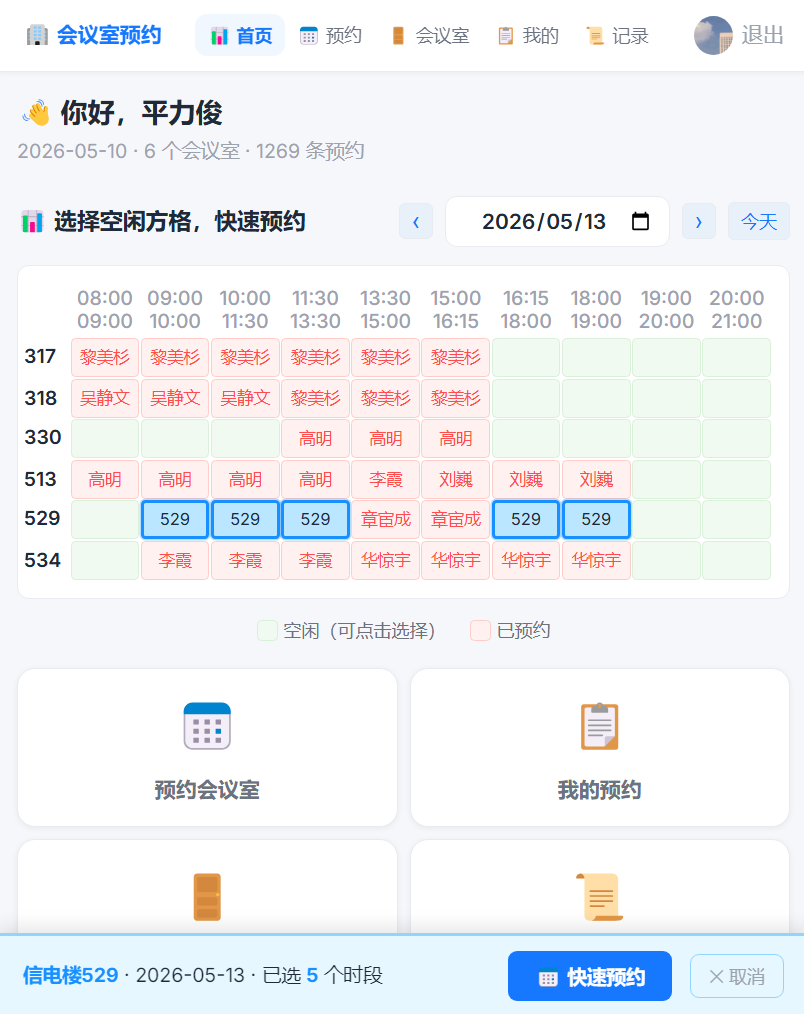 会议室预约 首页 预约 会议室 我的 记录 退出
你好，平力俊
2026-05-10 · 6 个会议室 · 1269 条预约
选择空闲方格，快速预约 ‹ 2026/05/13 › 今天
08:00 09:00 10:00 11:30 13:30 15:00 16:15 18:00 19:00 20:00
09:00 10:00 11:30 13:30 15:00 16:15 18:00 19:00 20:00 21:00
317 黎美杉 黎美杉 黎美杉 黎美杉 黎美杉 黎美杉
318 吴静文 吴静文 吴静文 黎美杉 黎美杉 黎美杉
330 高明 高明 高明
513 高明 高明 高明 高明 李霞 刘巍 刘巍 刘巍
529 529 529 529 章宦成 章宦成 529 529
534 李霞 李霞 李霞 华惊宇 华惊宇 华惊宇 华惊宇
空闲（可点击选择） 已预约
预约会议室 我的预约
信电楼529 · 2026-05-13 · 已选 5 个时段 快速预约 ×取消